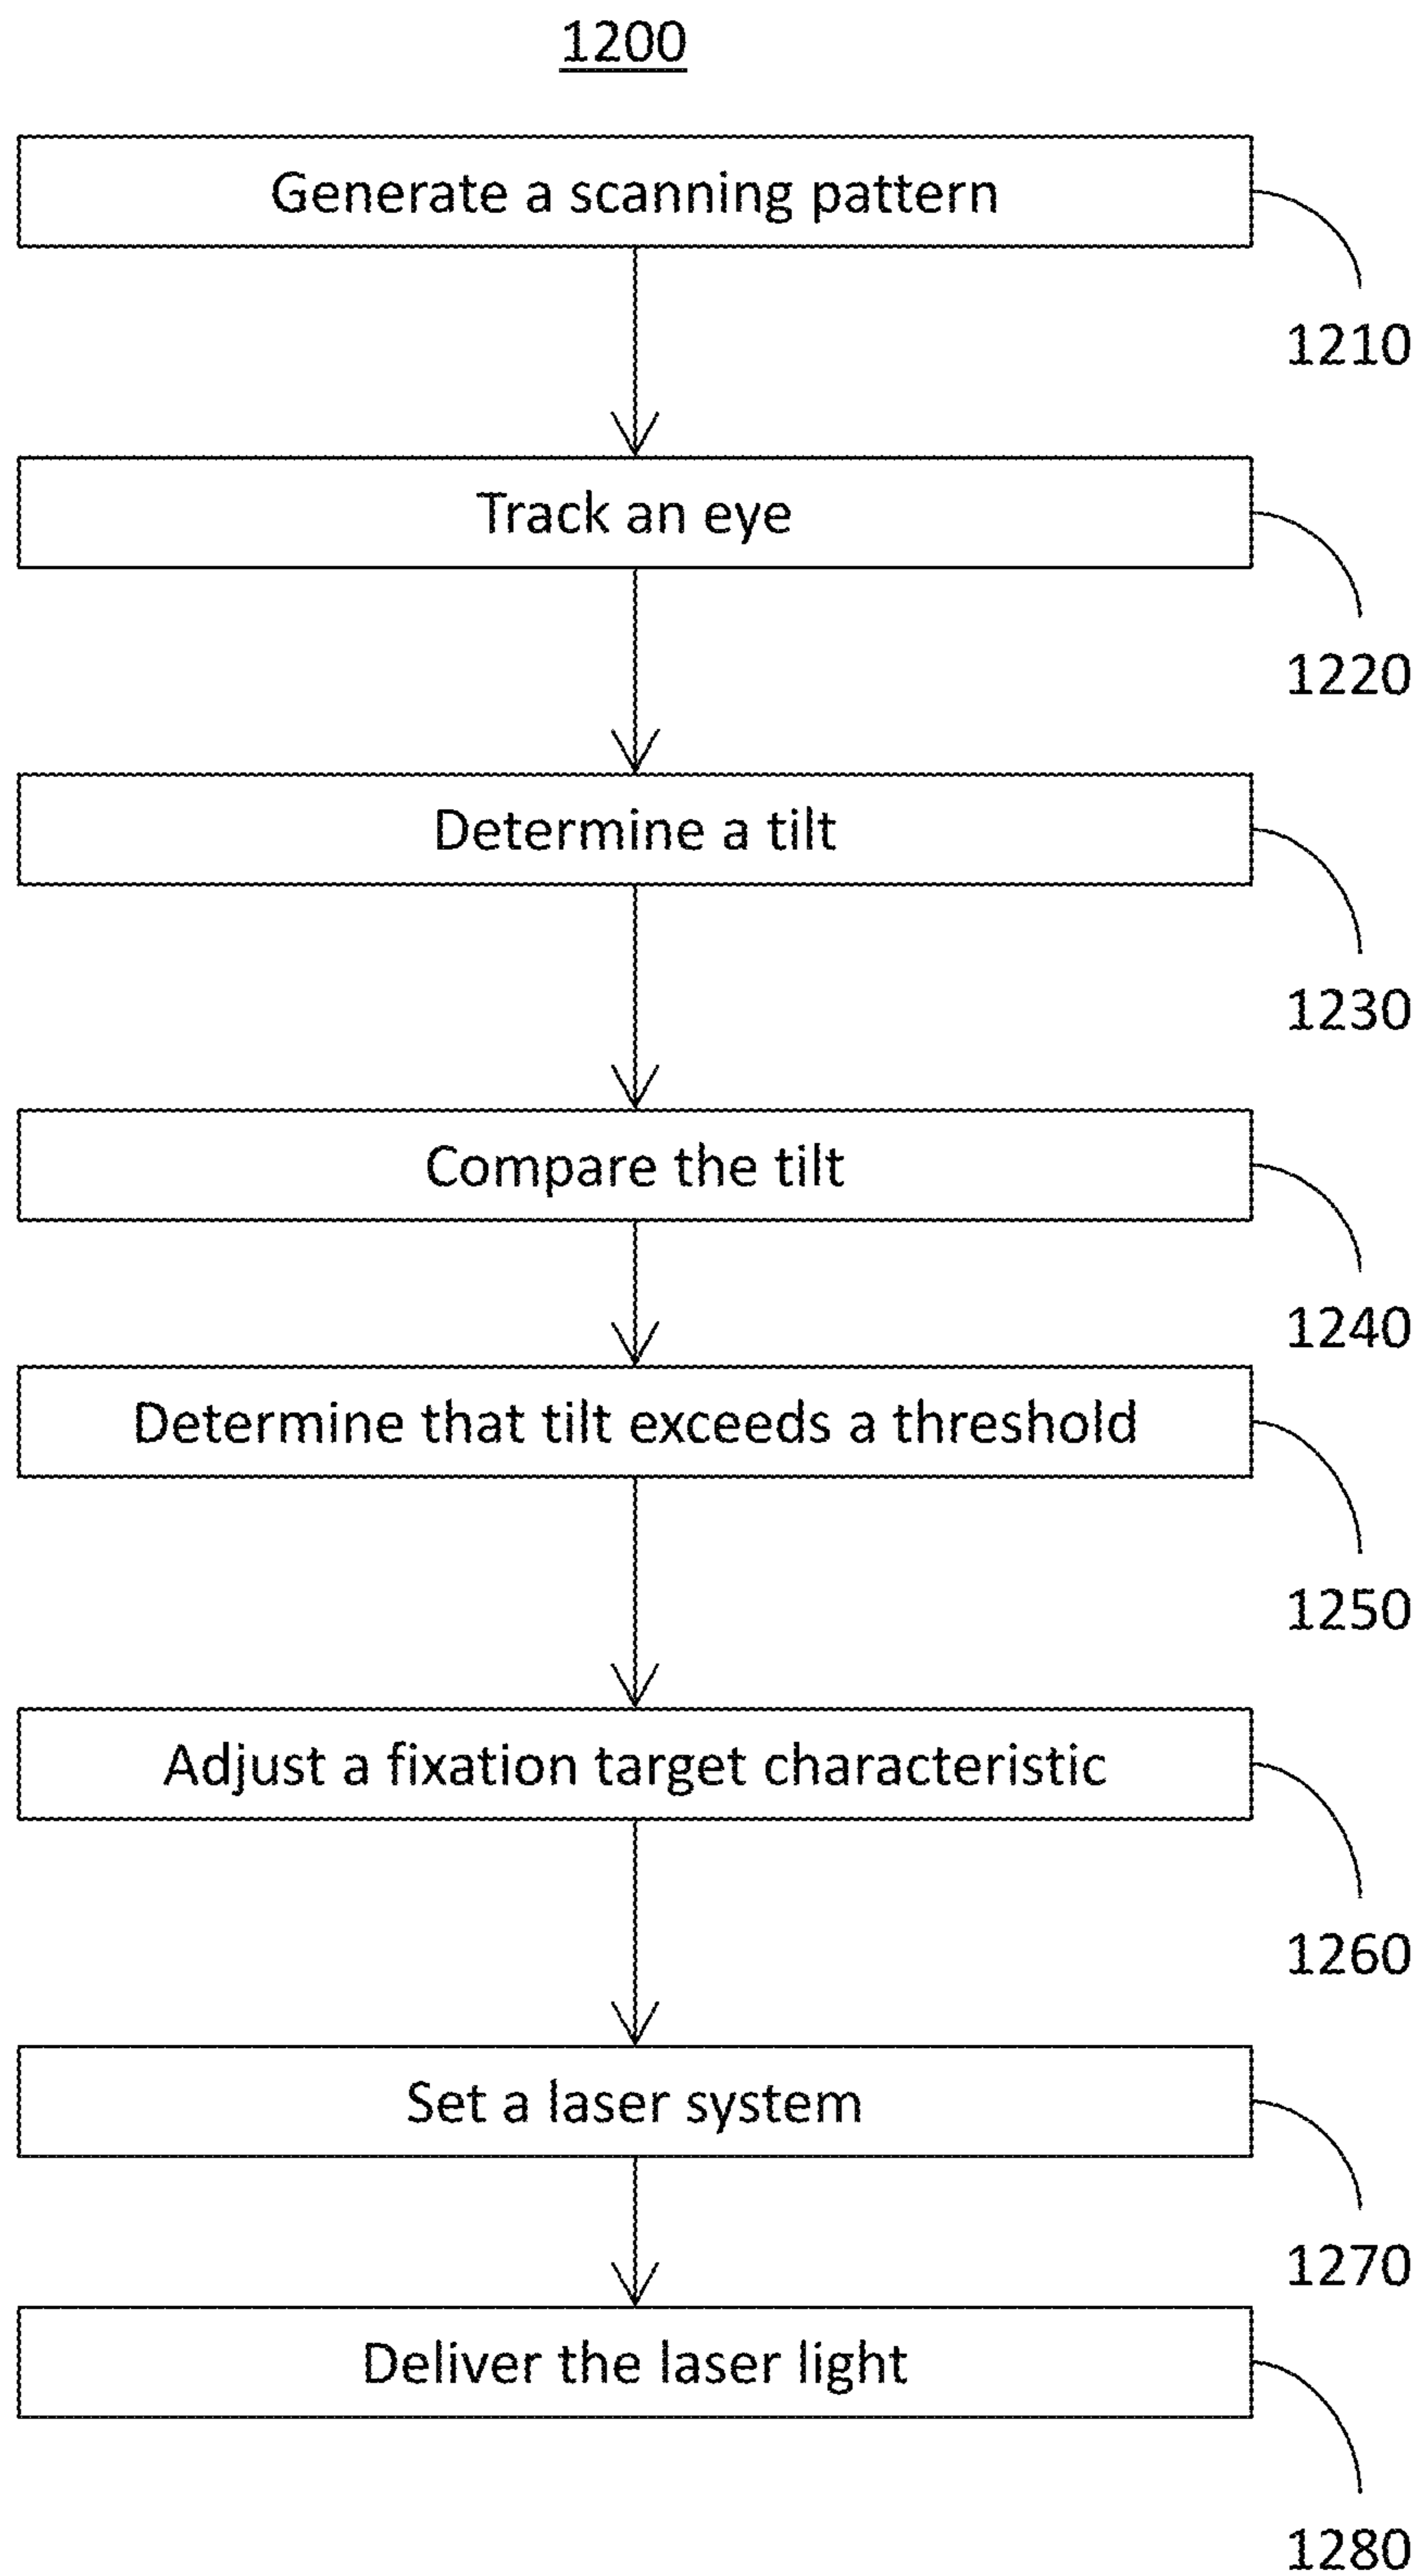 1200
Generate a scanning pattern
1210
Track an eye
1220
Determine a tilt
1230
Compare the tilt
1240
Determine that tilt exceeds a threshold
1250
Adjust a fixation target characteristic
1260
Set a laser system
1270
Deliver the laser light
1280